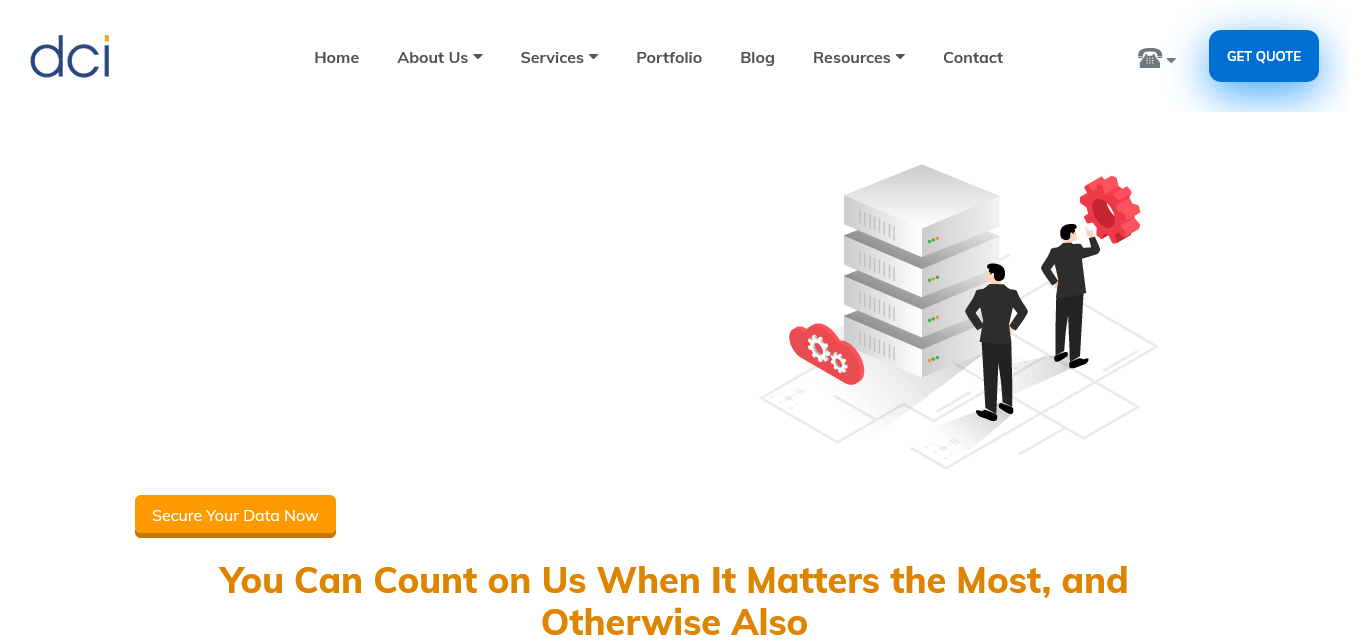 dci
Home About Us Services Portfolio Blog Resources Contact GET QUOTE
Secure Your Data Now
You Can Count on Us When It Matters the Most, and
Otherwise Also